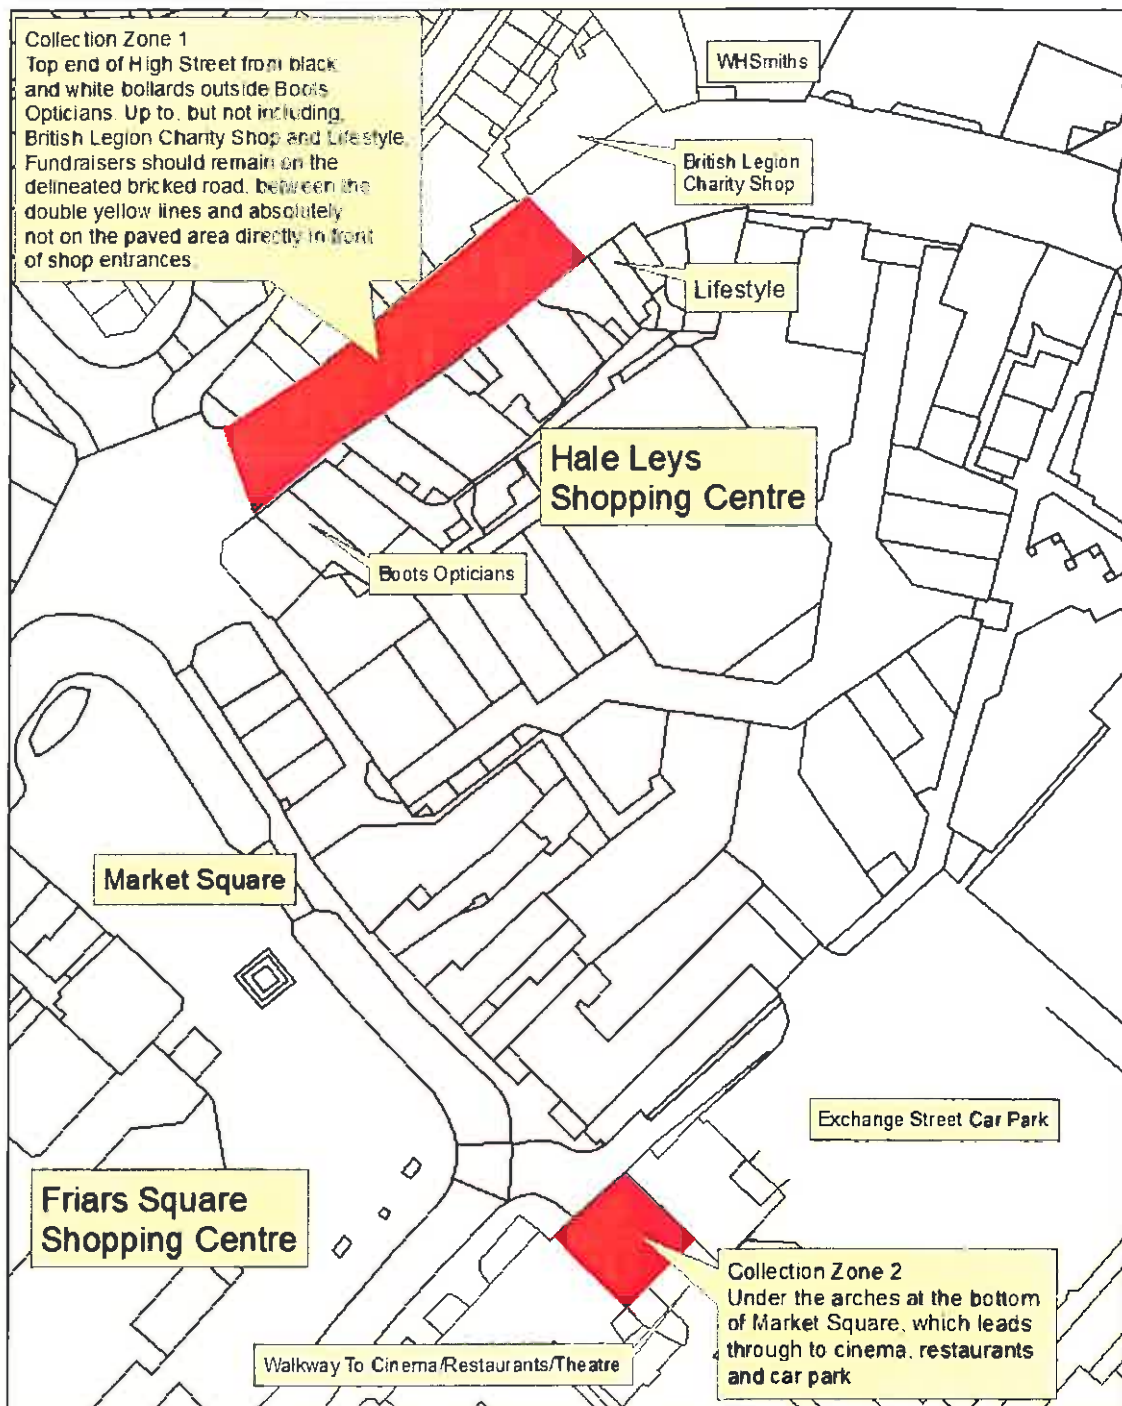 Collection Zone 1
Top end of High Street from black
and white bollards outside Boots
Opticians. Up to, but not including,
British Legion Charity Shop and Lifestyle.
Fundraisers should remain on the
delineated bricked road, between the
double yellow lines and absolutely
not on the paved area directly in front
of shop entrances.
WHSmiths
British Legion
Charity Shop
Lifestyle
Hale Leys
Shopping Centre
Boots Opticians
Market Square
Exchange Street Car Park
Friars Square
Shopping Centre
Collection Zone 2
Under the arches at the bottom
of Market Square, which leads
through to cinema, restaurants
and car park
Walkway To Cinema/Restaurants/Theatre